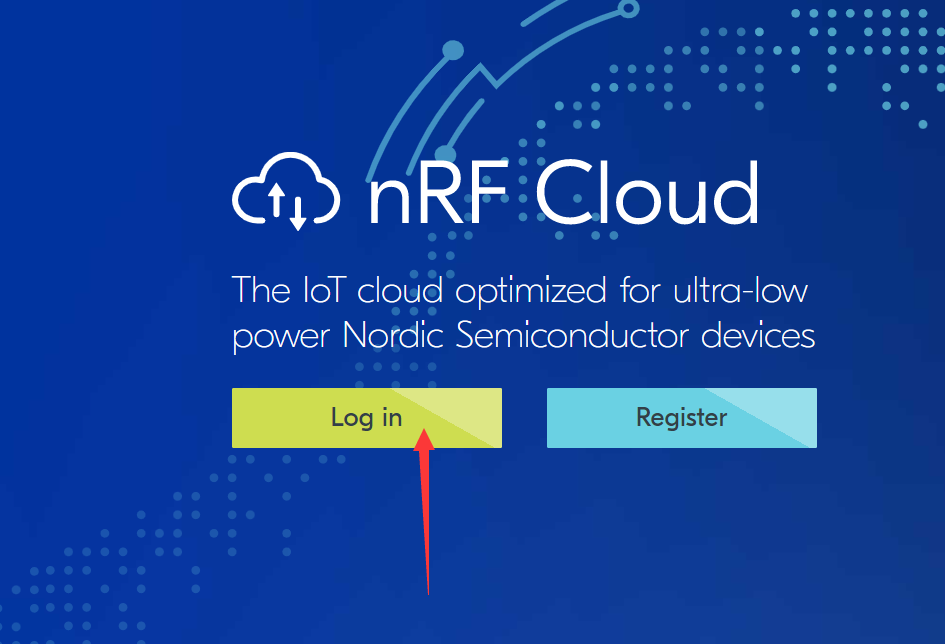 nRF Cloud
The IoT cloud optimized for ultra-low
power Nordic Semiconductor devices
Log in
Register